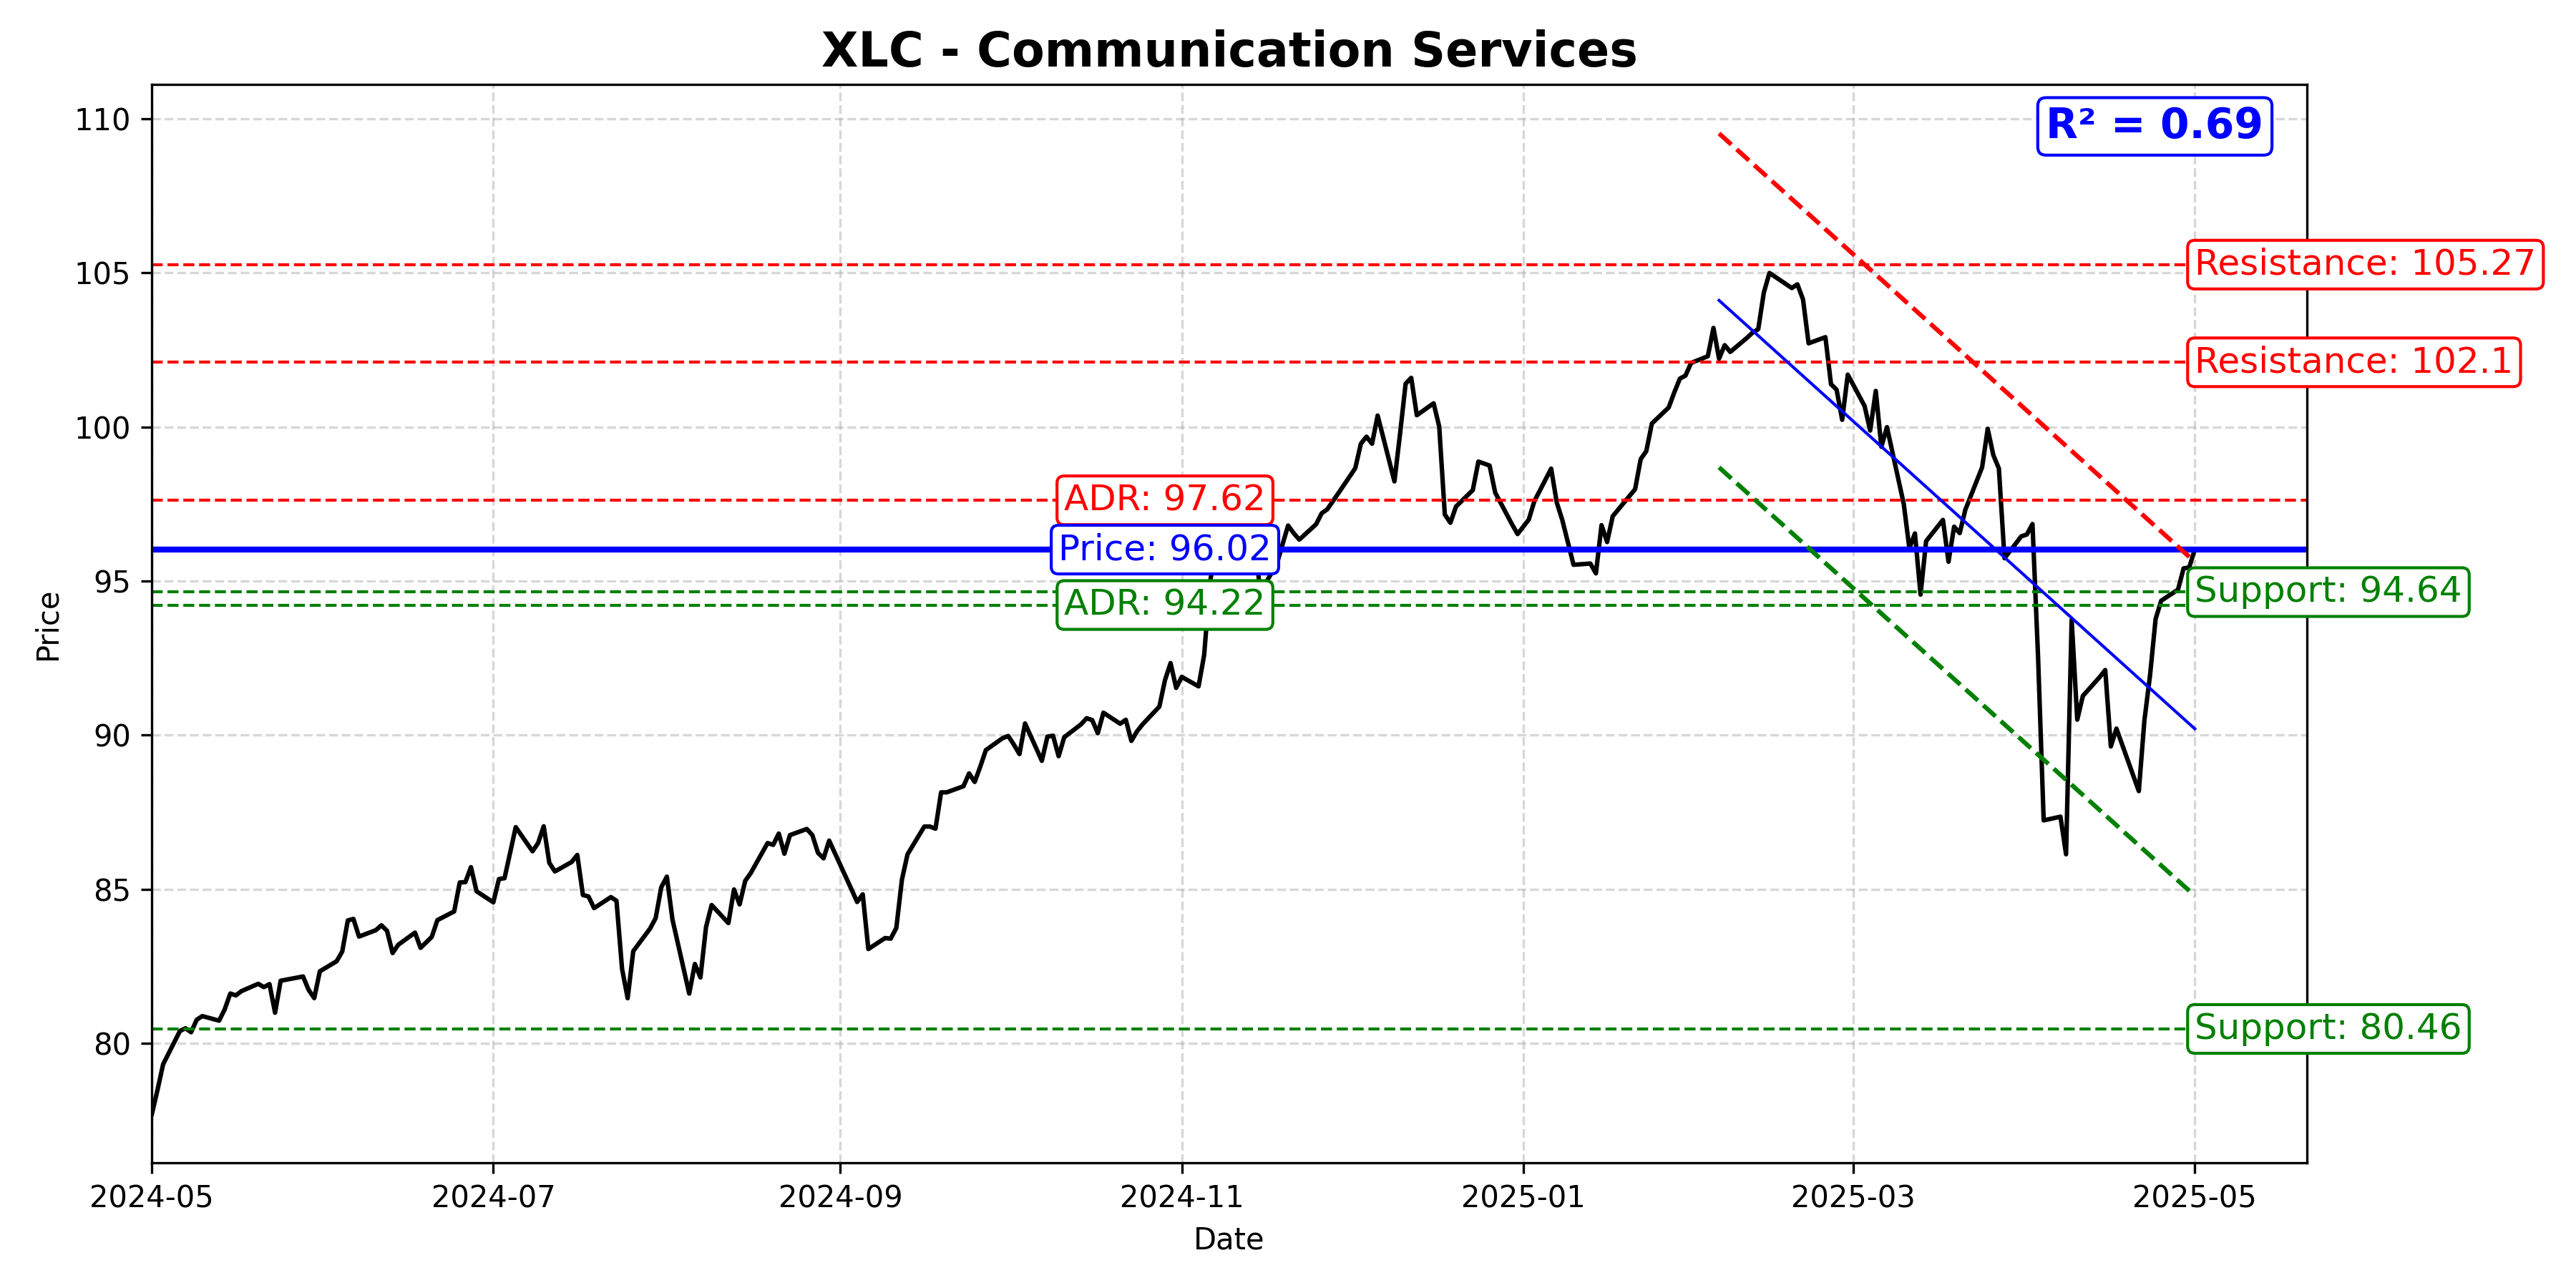 XLC - Communication Services
R² = 0.69
110
105
100
95
90
85
80
Price
Resistance: 105.27
Resistance: 102.1
ADR: 97.62
Price: 96.02
ADR: 94.22
Support: 94.64
Support: 80.46
2024-05
2024-07
2024-09
2024-11
2025-01
2025-03
2025-05
Date